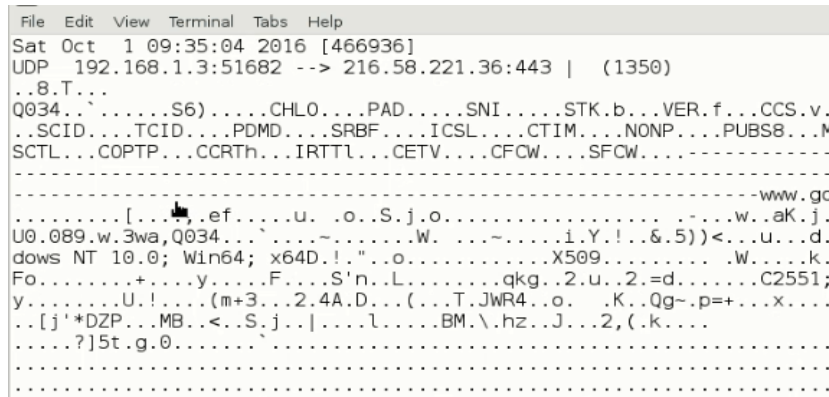 File Edit View Terminal Tabs Help
Sat Oct  1 09:35:04 2016 [466936]
UDP  192.168.1.3:51682 --> 216.58.221.36:443 |  (1350)
..8.T...
Q034..`......S6).....CHLO....PAD.....SNI.....STK.b...VER.f...CCS.v.
..SCID....TCID....PDMD....SRBF....ICSL....CTIM....NONP....PUBS8...M
SCTL...COPTP...CCRTh...IRTTl...CETV....CFCW....SFCW....-------------
--------------------------------------------------------------------
-------------------------------------------------------------www.go
.........[....,.ef.....u. .o..S.j.o.................. .-...w..aK.j.
U0.089.w.3wa,Q034...`....~.......W. ...~.....i.Y.!..&.5))<...u...d.
dows NT 10.0; Win64; x64D.!."..o............X509........ .W.....k.
Fo........+....y.....F....S'n..L........qkg..2.u..2.=d.......C2551;
y........U.!....(m+3...2.4A.D...(...T.JWR4..o. .K..Qg~.p=+...x....
..[j'*DZP...MB..<..S.j..|....l.....BM.\.hz..J...2,(.k....
.....?]5t.g.0.......`..............................................
....................................................................
....................................................................